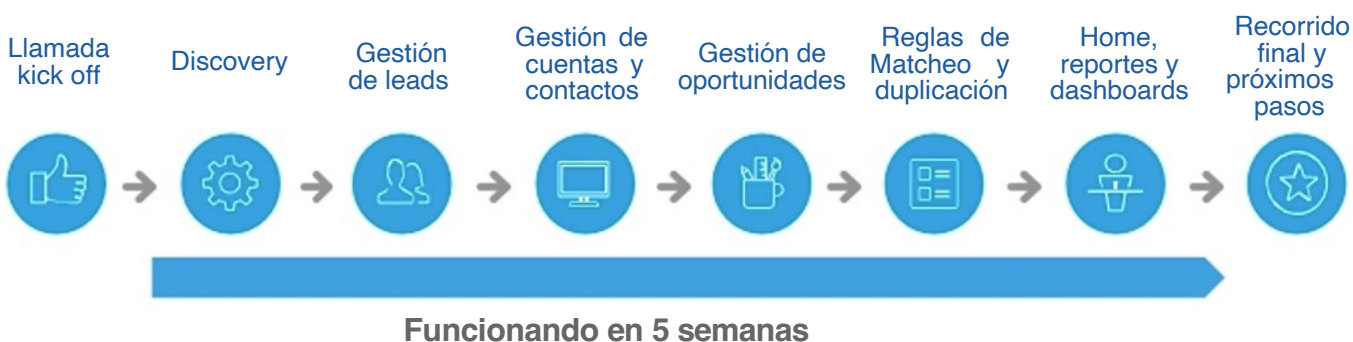 Llamada
kick off
Discovery
Gestión
de leads
Gestión de
cuentas y
contactos
Gestión de
oportunidades
Reglas de
Matcheo y
duplicación
Home,
reportes y
dashboards
Recorrido
final y
próximos
pasos
Funcionando en 5 semanas